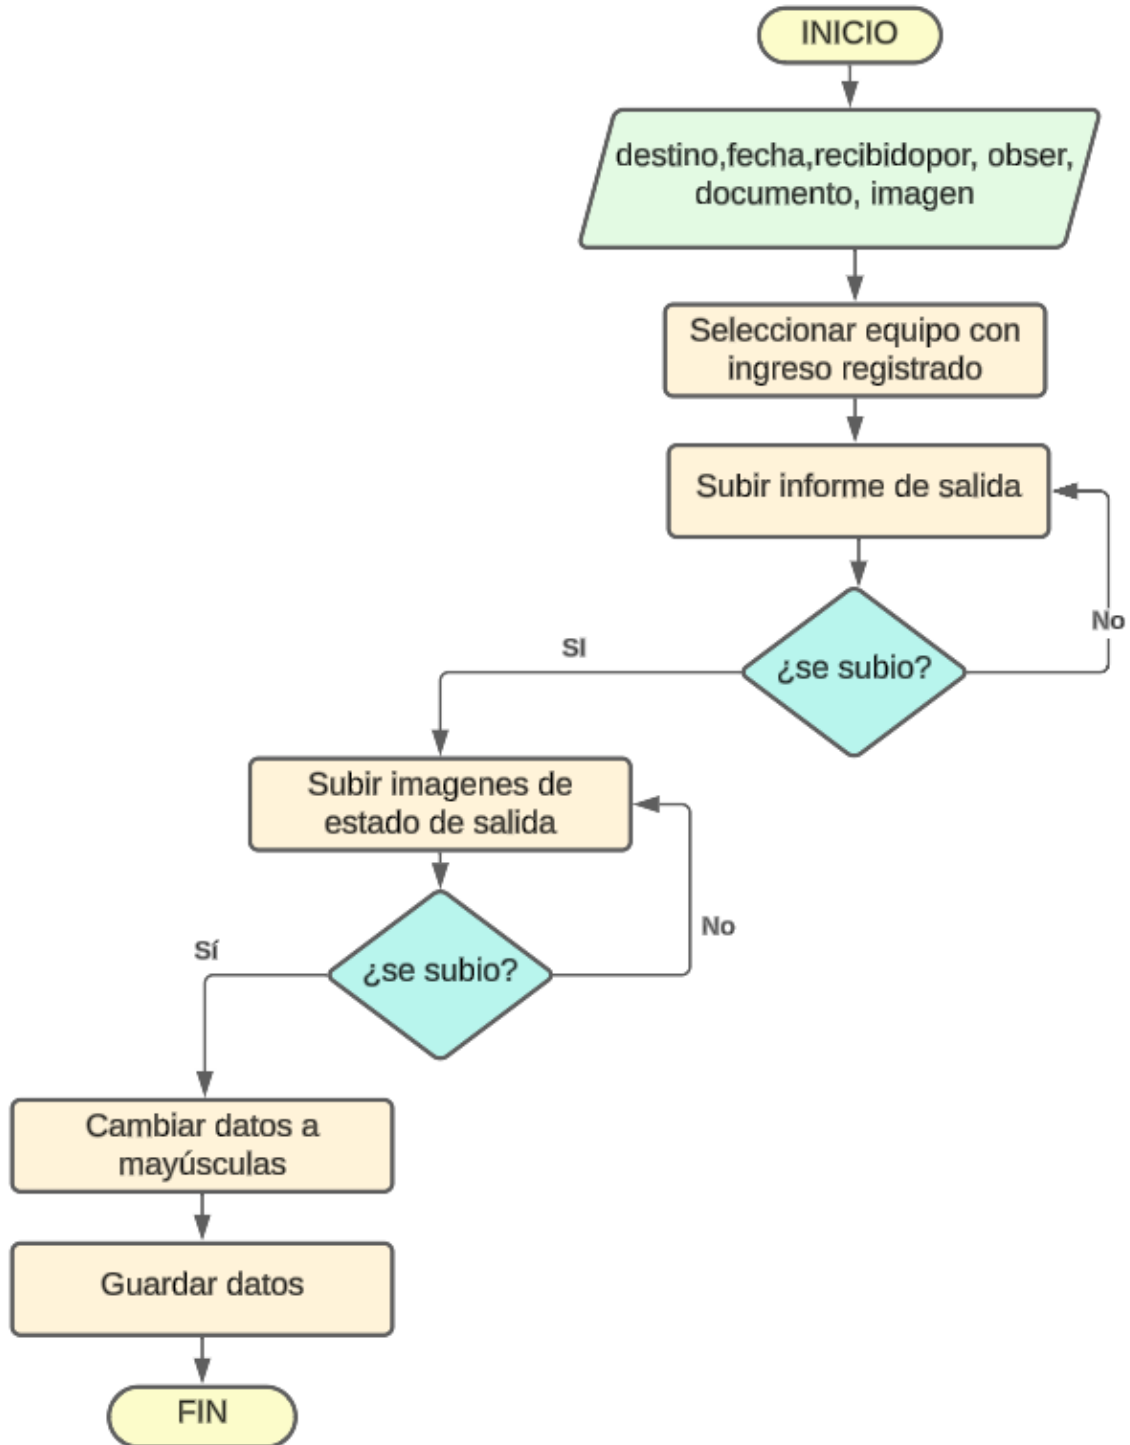 INICIO
destino,fecha,recibidopor, obser,
documento, imagen
Seleccionar equipo con
ingreso registrado
Subir informe de salida
No
SI
¿se subio?
Subir imagenes de
estado de salida
No
Sí
¿se subio?
Cambiar datos a
mayúsculas
Guardar datos
FIN